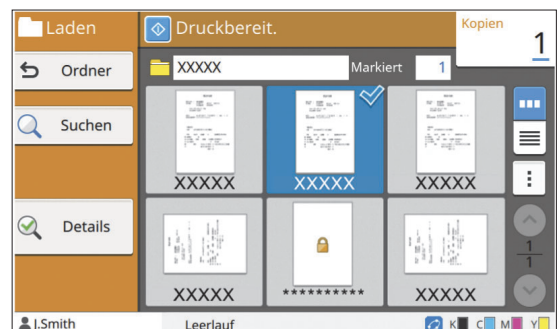 Laden
Druckbereit.
Kopien
1
Ordner
XXXXX
Markiert
1
Suchen
XXXXX
XXXXX
XXXXX
Details
1
1
XXXXX
**********
XXXXX
J.Smith
Leerlauf
K C M Y